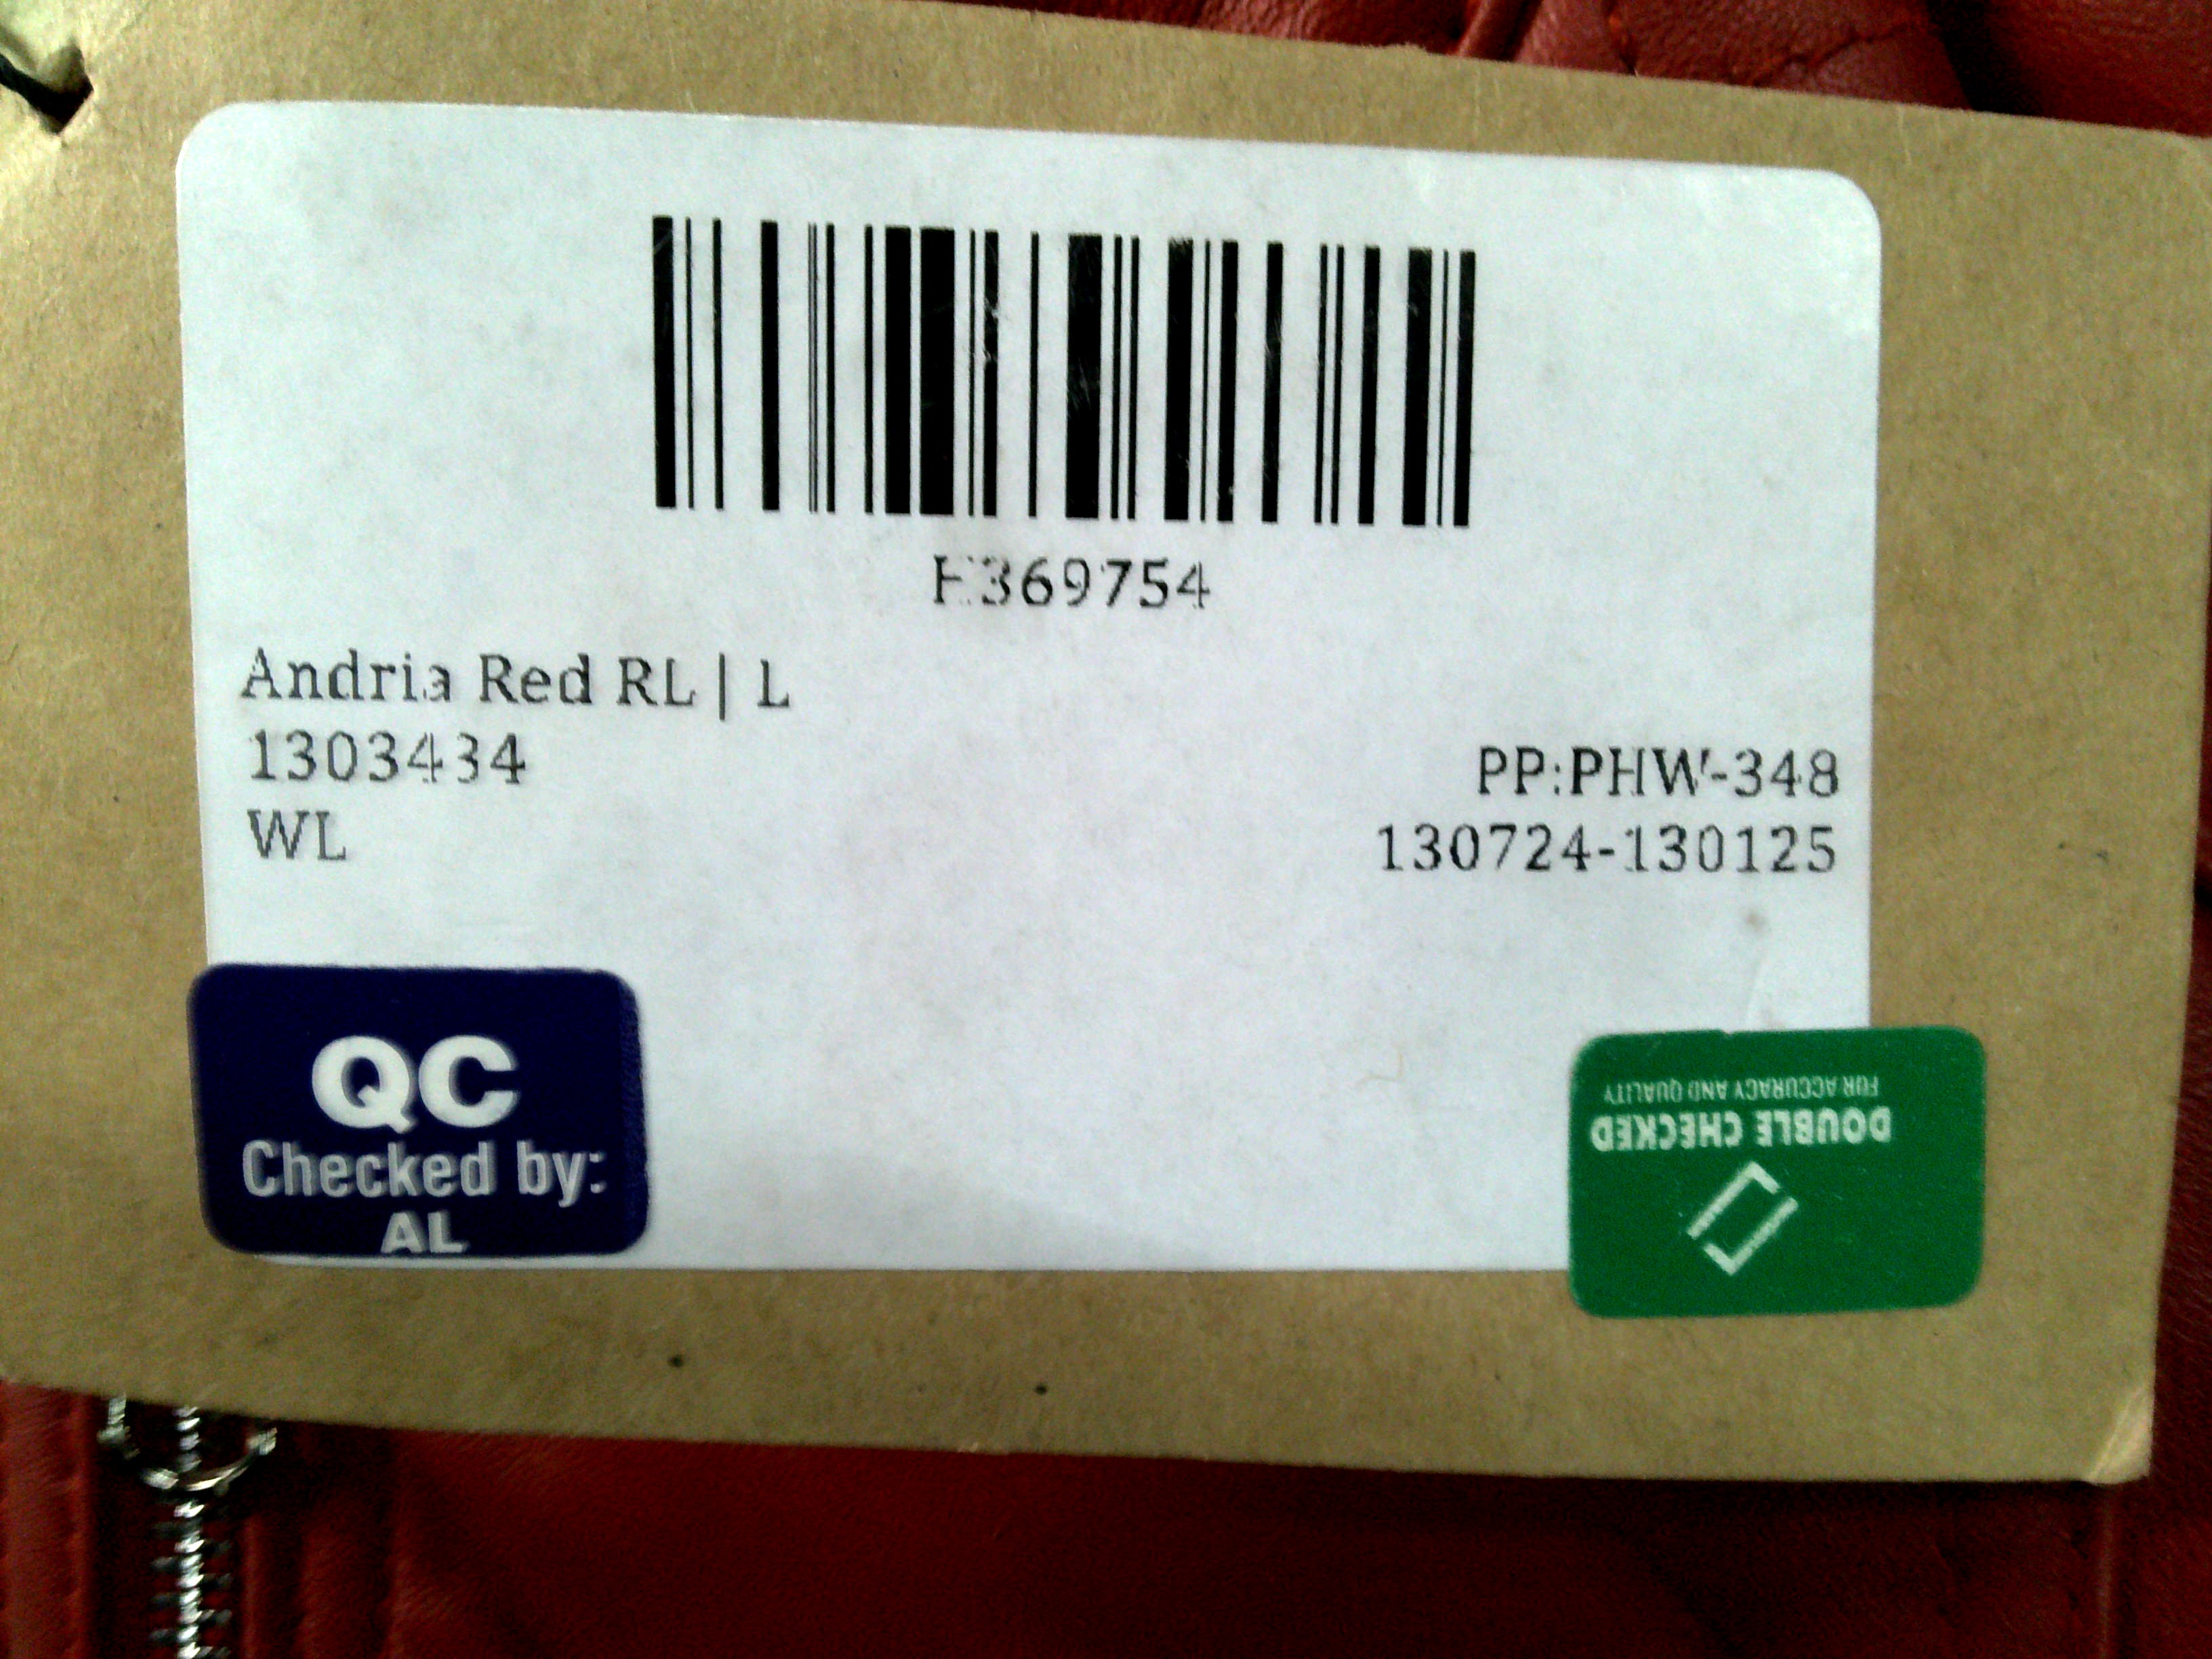 369754
Andria Red RL | L
1303434
WL
PP:PHW-348
130724-130125
QC
Checked by:
AL
DOUBLE CHECKED
FOR ACCURACY AND QUALITY